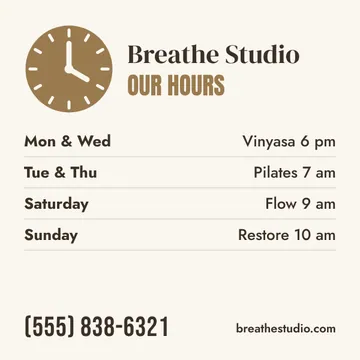 Breathe Studio
OUR HOURS
Mon & Wed Vinyasa 6 pm
Tue & Thu Pilates 7 am
Saturday Flow 9 am
Sunday Restore 10 am
(555) 838-6321 breathestudio.com